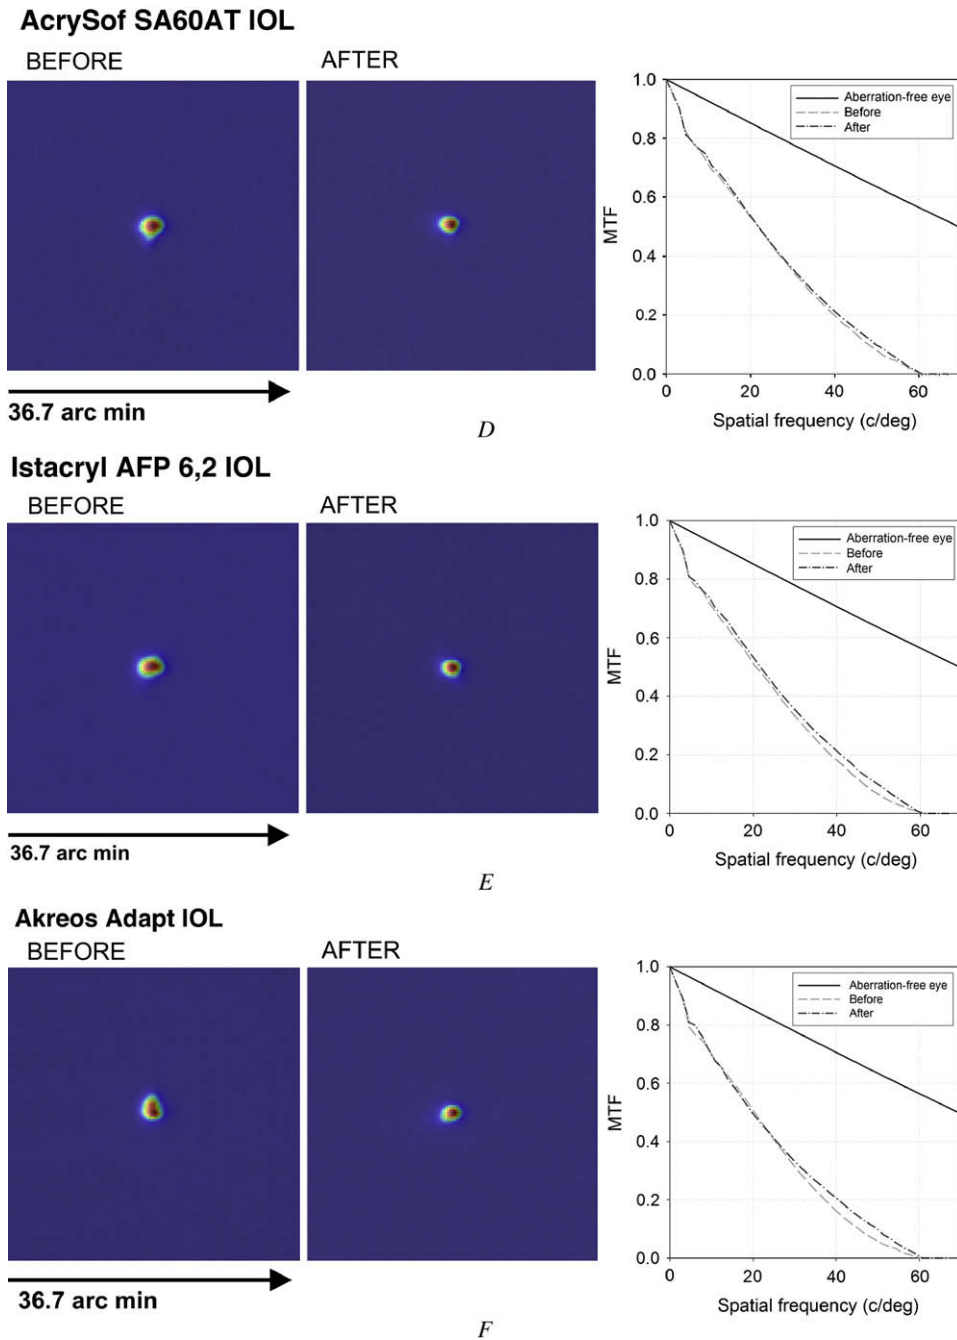 AcrySof SA60AT IOL
BEFORE
AFTER
1.0
0.8
0.6
0.4
0.2
0.0
MTF
Aberration-free eye
Before
After
0
20
40
60
Spatial frequency (c/deg)
36.7 arc min
D
Istacryl AFP 6,2 IOL
BEFORE
AFTER
1.0
0.8
0.6
0.4
0.2
0.0
MTF
Aberration-free eye
Before
After
0
20
40
60
Spatial frequency (c/deg)
36.7 arc min
E
Akreos Adapt IOL
BEFORE
AFTER
1.0
0.8
0.6
0.4
0.2
0.0
MTF
Aberration-free eye
Before
After
0
20
40
60
Spatial frequency (c/deg)
36.7 arc min
F